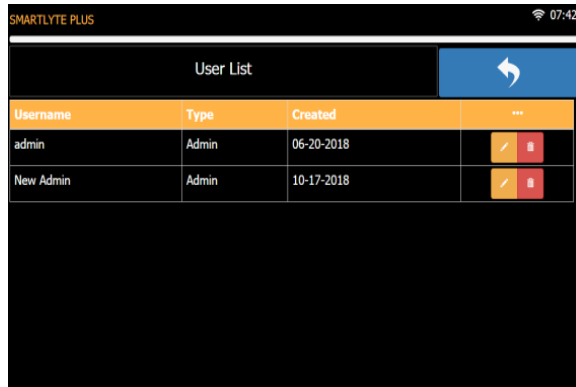 SMARTLYTE PLUS 07:42
User List
Username Type Created ...
admin Admin 06-20-2018
New Admin Admin 10-17-2018